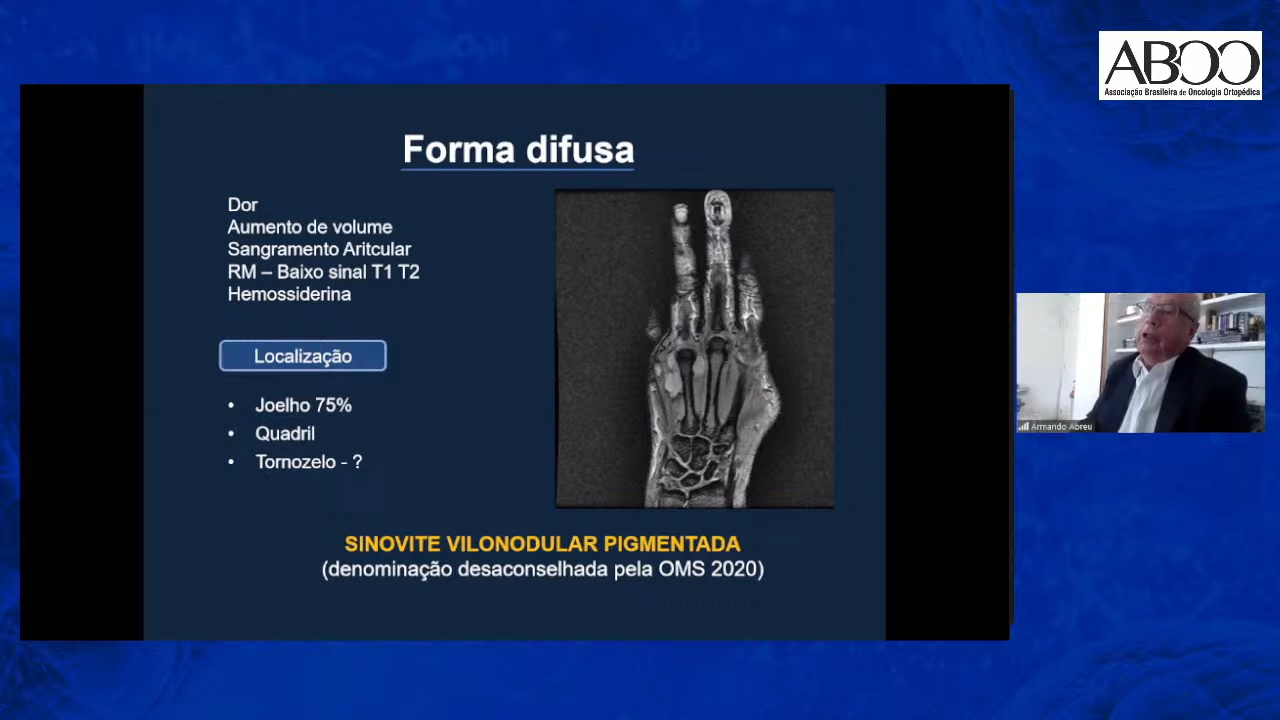 ABOO
Associação Brasileira de Oncologia Ortopédica
Forma difusa
Dor
Aumento de volume
Sangramento Aritcular
RM – Baixo sinal T1 T2
Hemossiderina
Localização
• Joelho 75%
• Quadril
• Tornozelo - ?
SINOVITE VILONODULAR PIGMENTADA
(denominação desaconselhada pela OMS 2020)
Armando Abreu